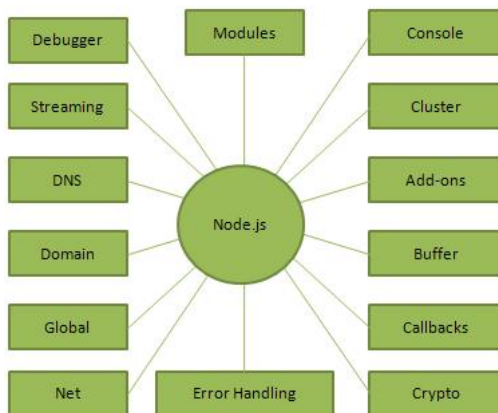 Debugger
Modules
Console
Streaming
Cluster
DNS
Add-ons
Node.js
Domain
Buffer
Global
Callbacks
Net
Error Handling
Crypto